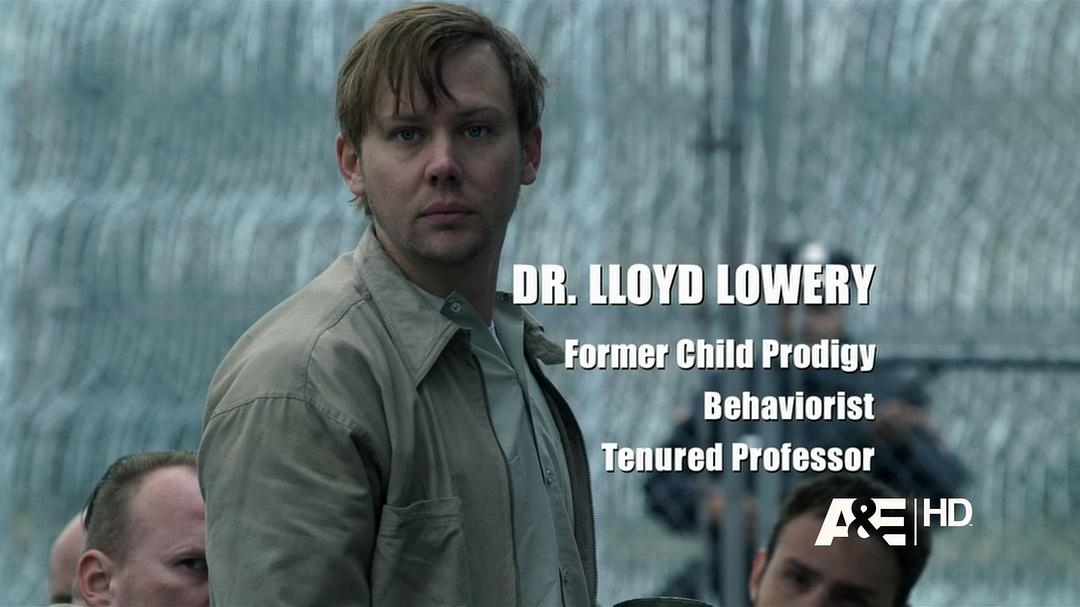 DR. LLOYD LOWERY
Former Child Prodigy
Behaviorist
Tenured Professor
A&E HD